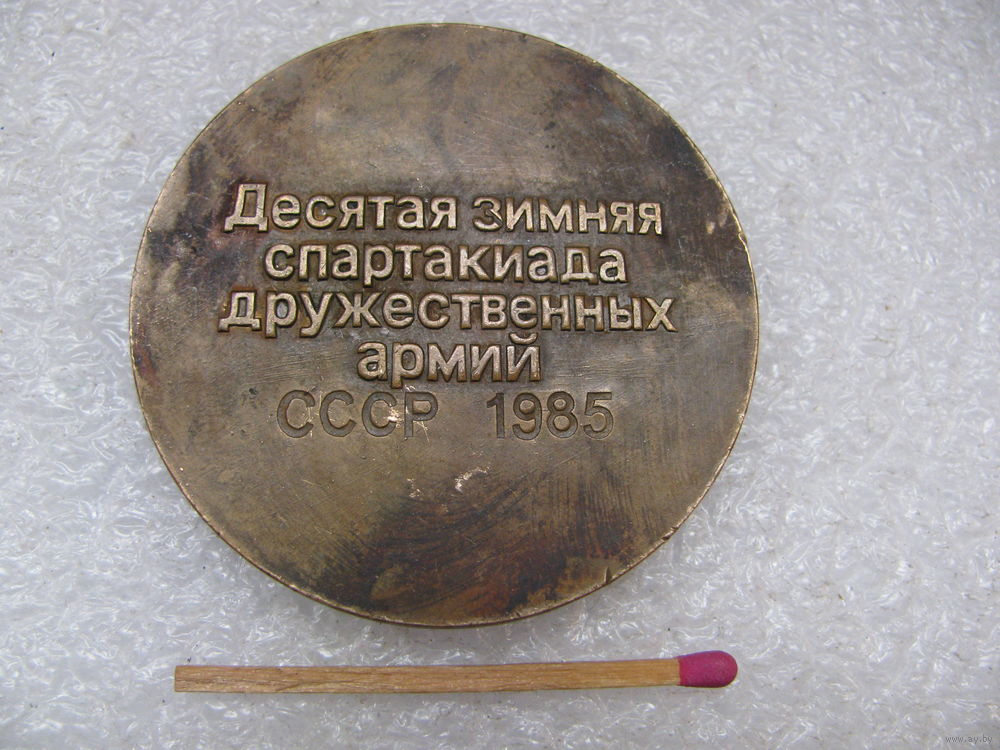 Десятая зимняя
спартакиада
дружественных
армий
СССР 1985
www.ay.by